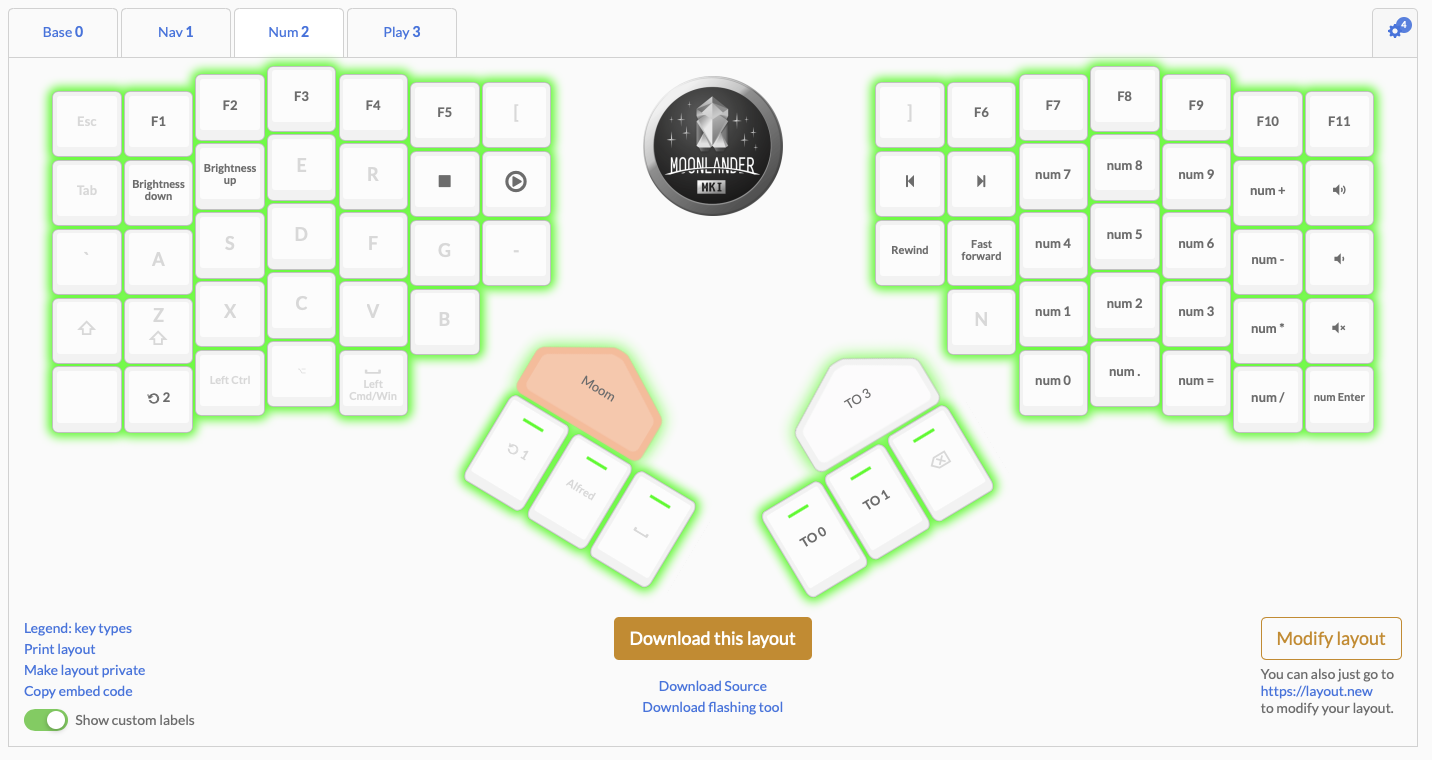 Base 0
Nav 1
Num 2
Play 3
4
Esc
F1
F2
F3
F4
F5
[
]
F6
F7
F8
F9
F10
F11
Tab
Brightness
down
Brightness
up
E
R
num 7
num 8
num 9
num +
`
A
S
D
F
G
-
Rewind
Fast
forward
num 4
num 5
num 6
num -
Z
X
C
V
B
N
num 1
num 2
num 3
num *
2
Left Ctrl
⌥
Left
Cmd/Win
num 0
num .
num =
num /
num Enter
MOONLANDER
MKI
Moom
1
Alfred
TO 3
TO 0
TO 1
Legend: key types
Print layout
Make layout private
Copy embed code
Show custom labels
Download this layout
Download Source
Download flashing tool
Modify layout
You can also just go to
https://layout.new
to modify your layout.